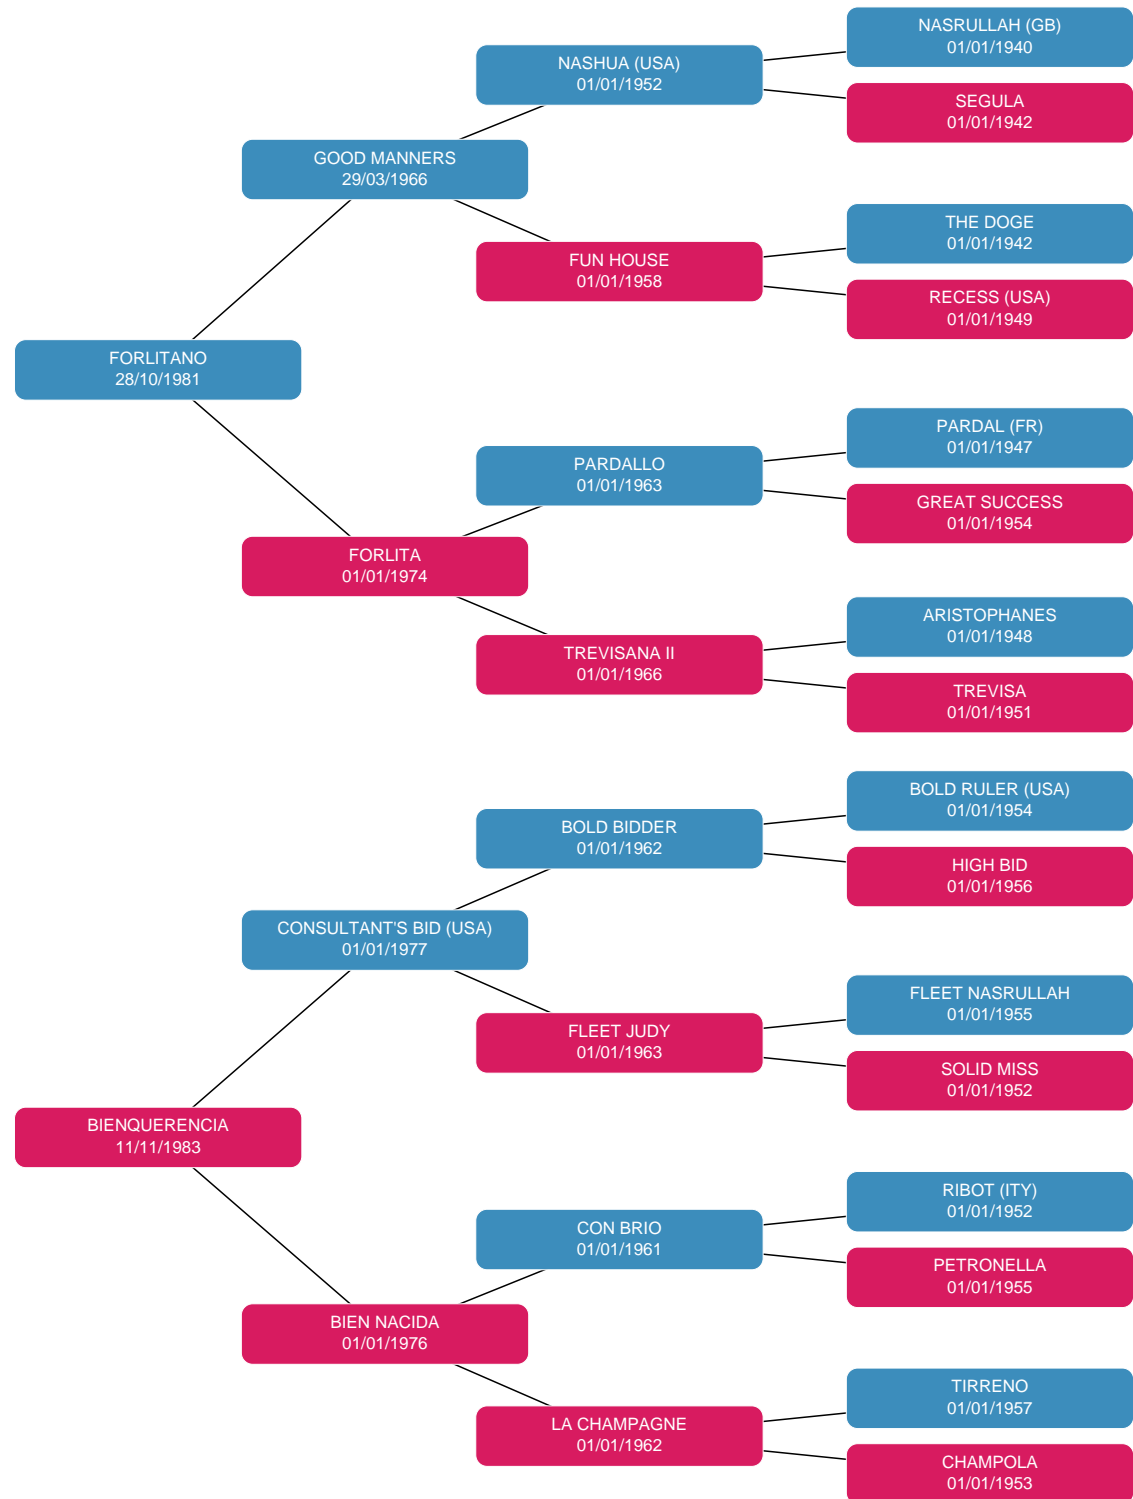 NASRULLAH (GB)
01/01/1940
NASHUA (USA)
01/01/1952
SEGULA
01/01/1942
GOOD MANNERS
29/03/1966
THE DOGE
01/01/1942
FUN HOUSE
01/01/1958
RECESS (USA)
01/01/1949
FORLITANO
28/10/1981
PARDAL (FR)
01/01/1947
PARDALLO
01/01/1963
GREAT SUCCESS
01/01/1954
FORLITA
01/01/1974
ARISTOPHANES
01/01/1948
TREVISANA II
01/01/1966
TREVISA
01/01/1951
BOLD RULER (USA)
01/01/1954
BOLD BIDDER
01/01/1962
HIGH BID
01/01/1956
CONSULTANT'S BID (USA)
01/01/1977
FLEET NASRULLAH
01/01/1955
FLEET JUDY
01/01/1963
SOLID MISS
01/01/1952
BIENQUERENCIA
11/11/1983
RIBOT (ITY)
01/01/1952
CON BRIO
01/01/1961
PETRONELLA
01/01/1955
BIEN NACIDA
01/01/1976
TIRRENO
01/01/1957
LA CHAMPAGNE
01/01/1962
CHAMPOLA
01/01/1953